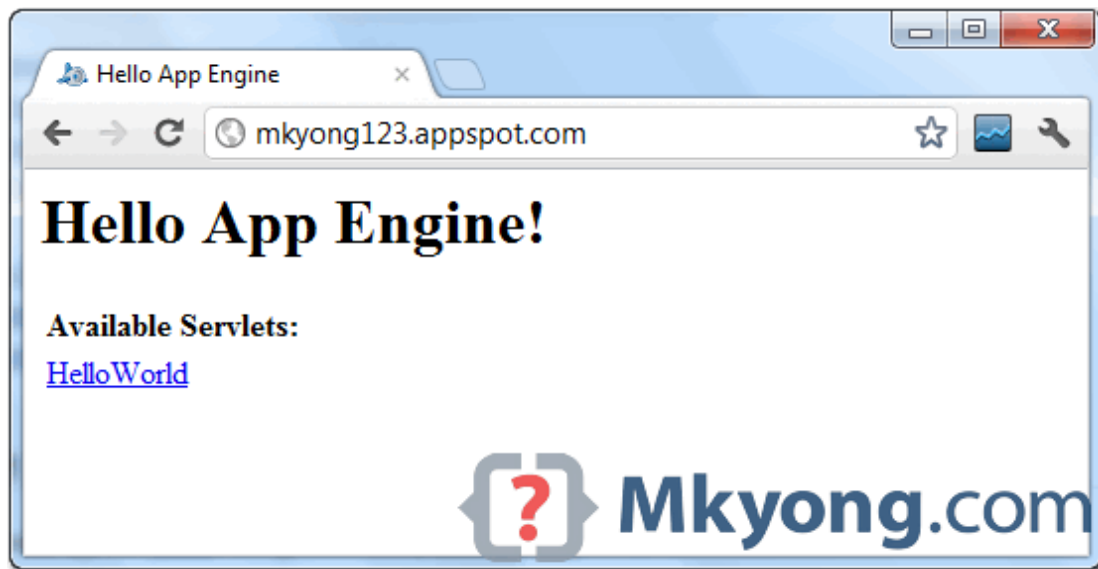 Hello App Engine
mkyong123.appspot.com
Hello App Engine!
Available Servlets:
HelloWorld
Mkyong.com